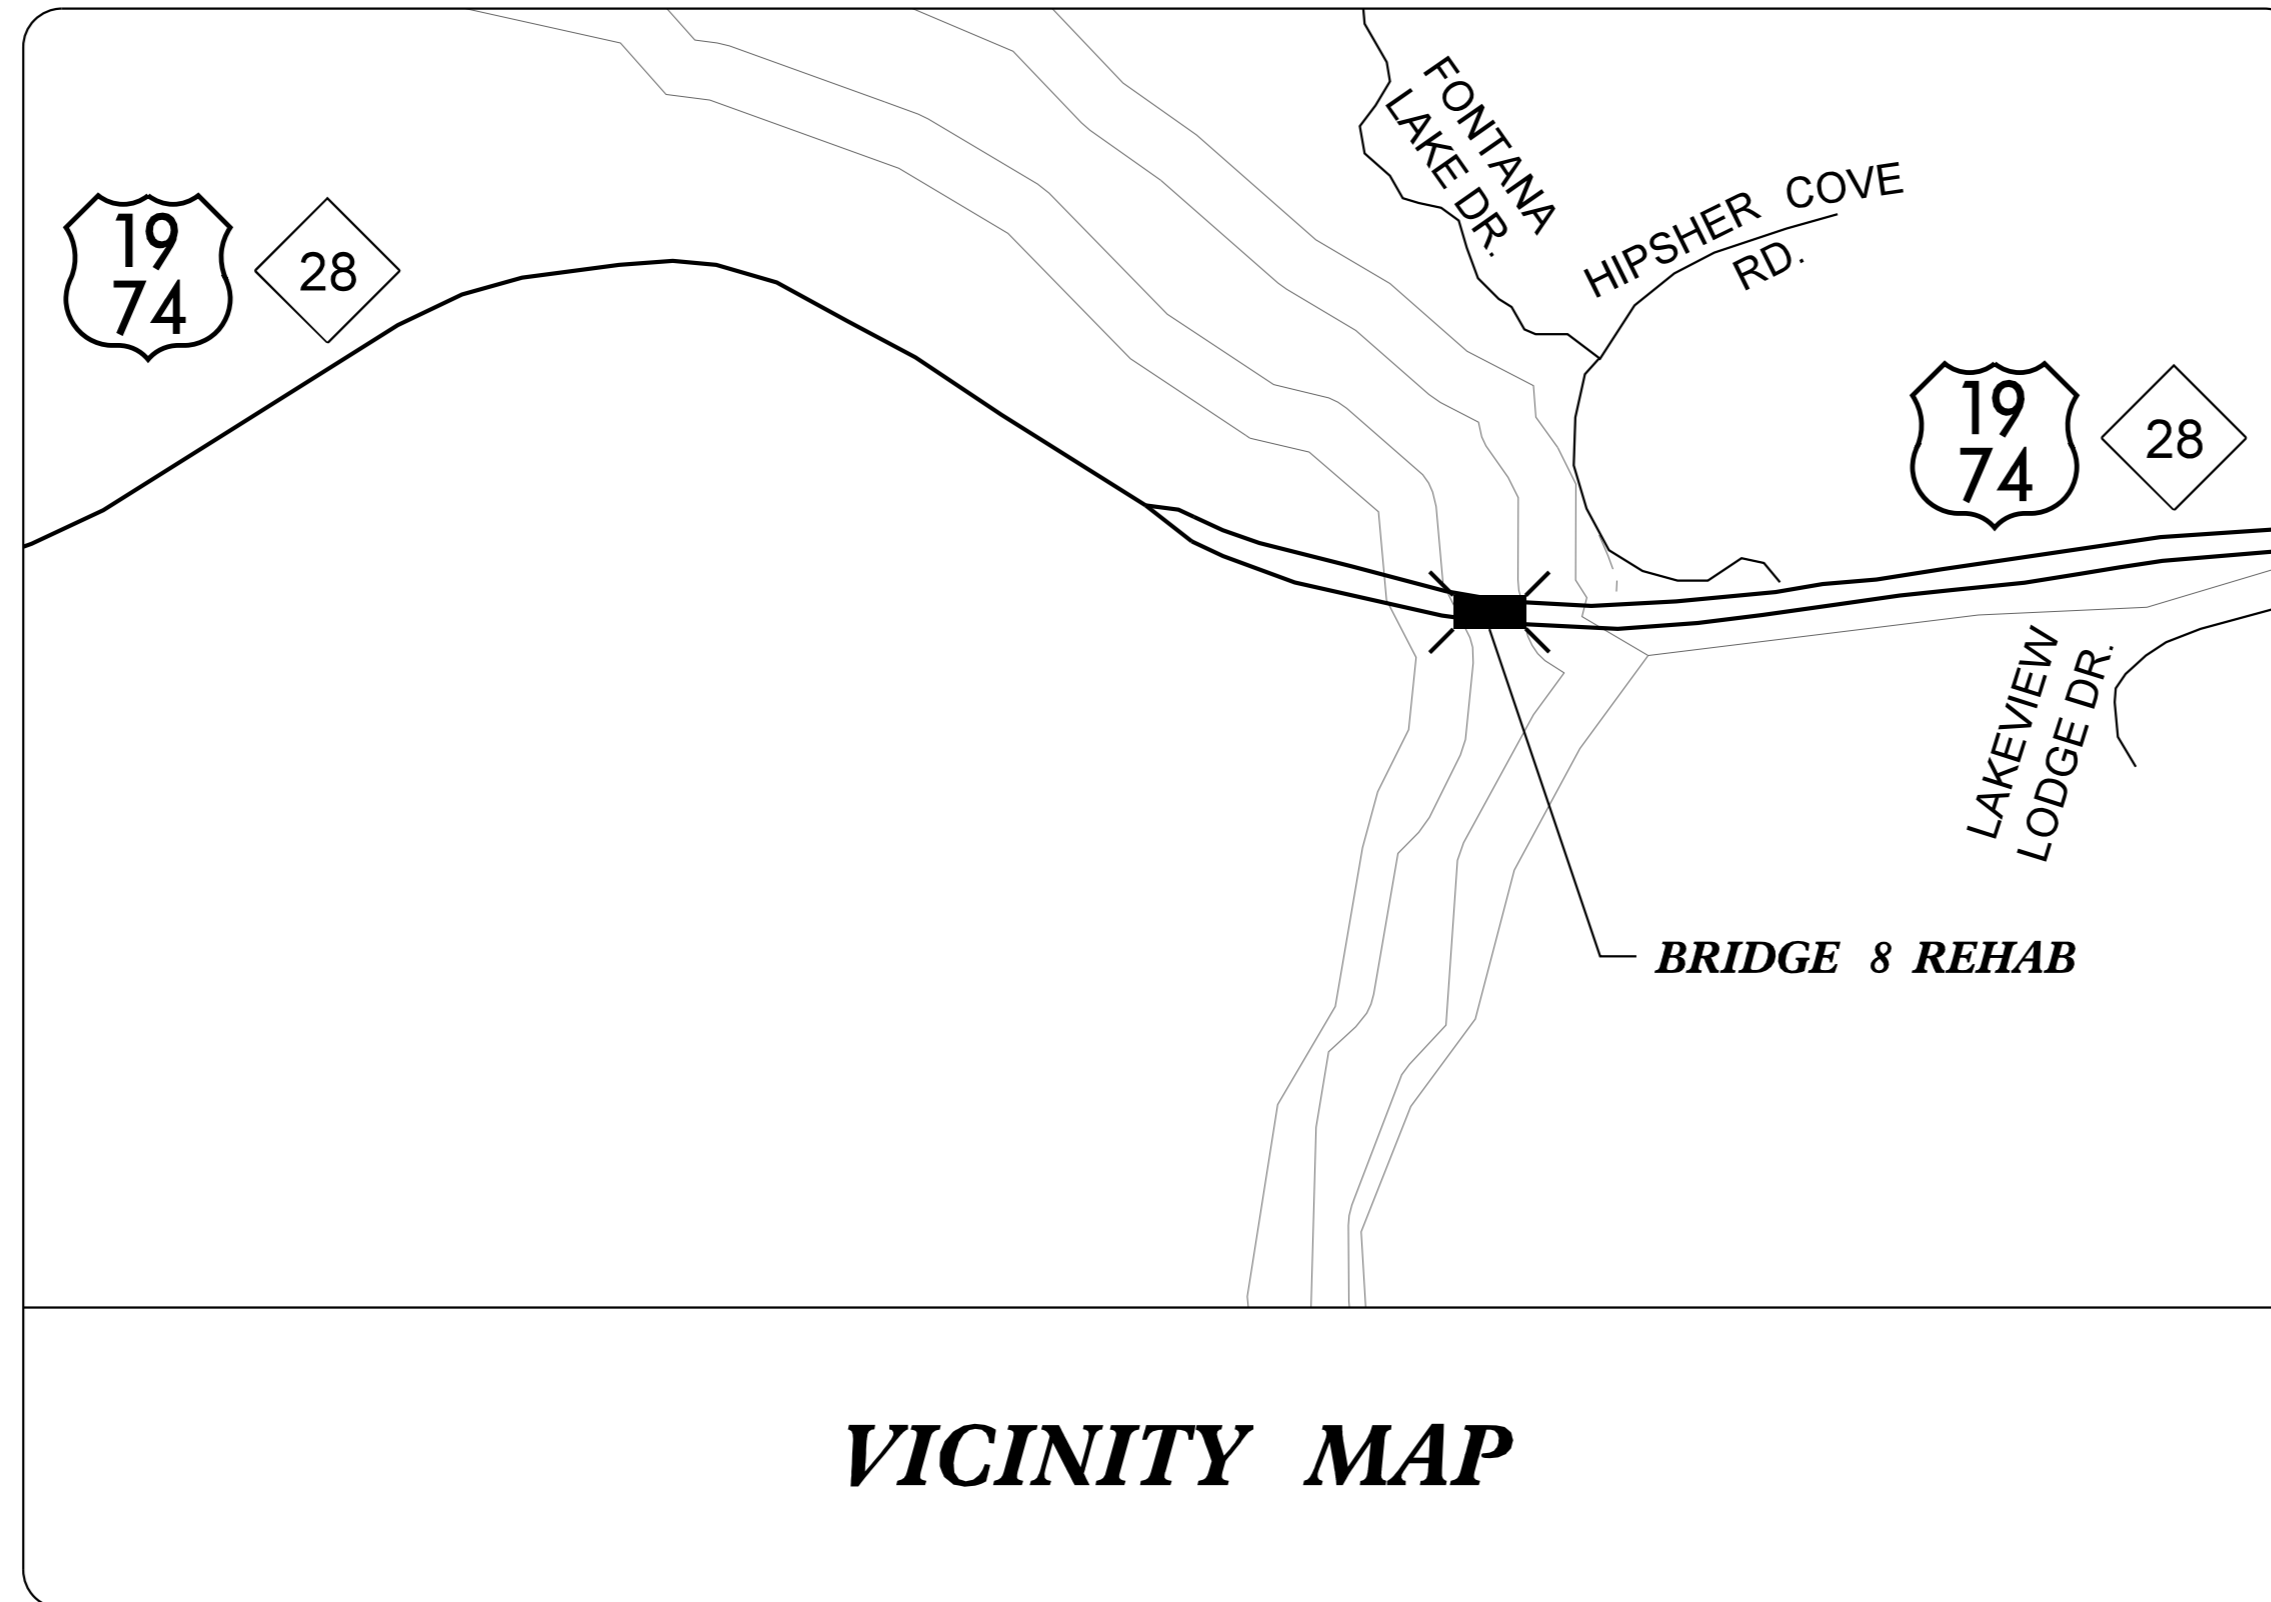 FONTANA
LAKE DR.
HIPSHER COVE
RD.
19
74
28
19
74
28
LAKEVIEW
LODGE DR.
BRIDGE 8 REHAB
VICINITY MAP